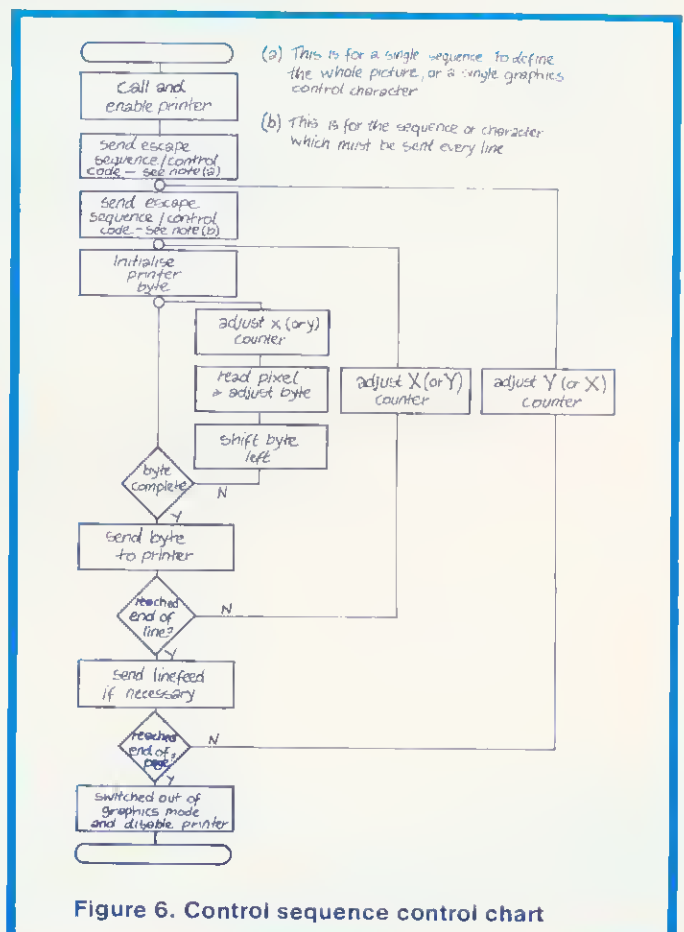 (a) This is for a single sequence to define
the whole picture, or a single graphics
control character
(b) This is for the sequence or character
which must be sent every line
Call and
enable printer
send escape
sequence/control
code - see note (a)
send escape
sequence/control
code - see note (b)
initialise
printer
byte
adjust x (or y)
counter
read pixel
& adjust byte
shift byte
left
adjust X (or Y)
counter
adjust Y (or X)
counter
byte
complete
N
Y
send byte
to printer
reached
end of
line?
N
Y
send linefeed
if necessary
reached
end of
page?
N
Y
switched out of
graphics mode
and disable printer
Figure 6. Control sequence control chart